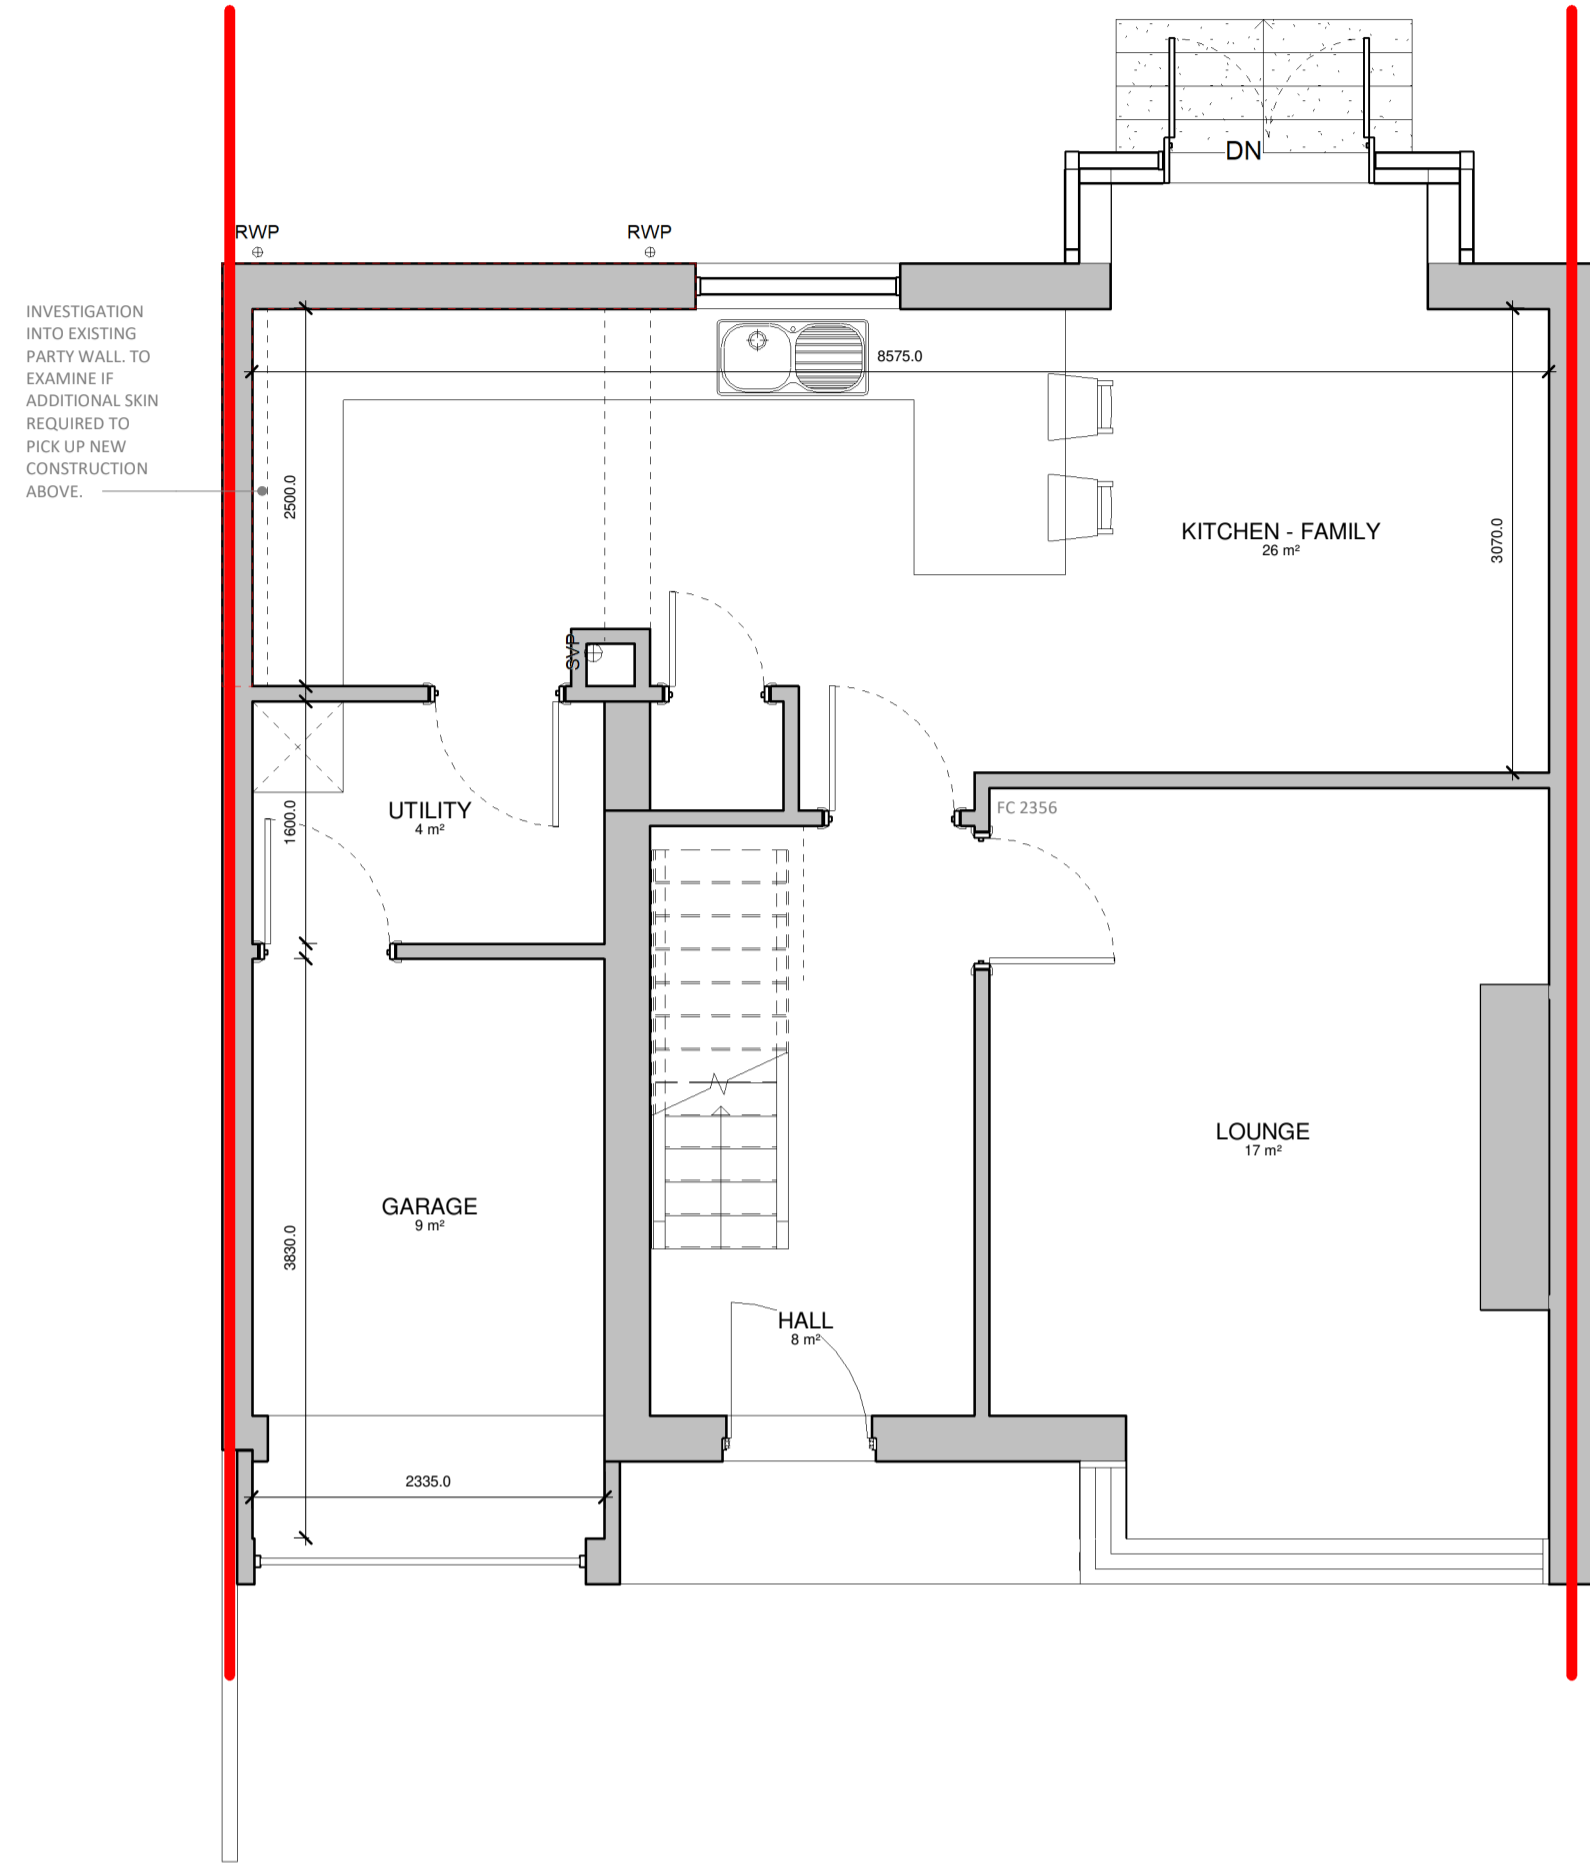 DN
RWP
RWP
INVESTIGATION
INTO EXISTING
PARTY WALL. TO
EXAMINE IF
ADDITIONAL SKIN
REQUIRED TO
PICK UP NEW
CONSTRUCTION
ABOVE.
8575.0
2500.0
KITCHEN - FAMILY
26 m²
3070.0
SVP
UTILITY
4 m²
1600.0
FC 2356
LOUNGE
17 m²
GARAGE
9 m²
3830.0
HALL
8 m²
2335.0